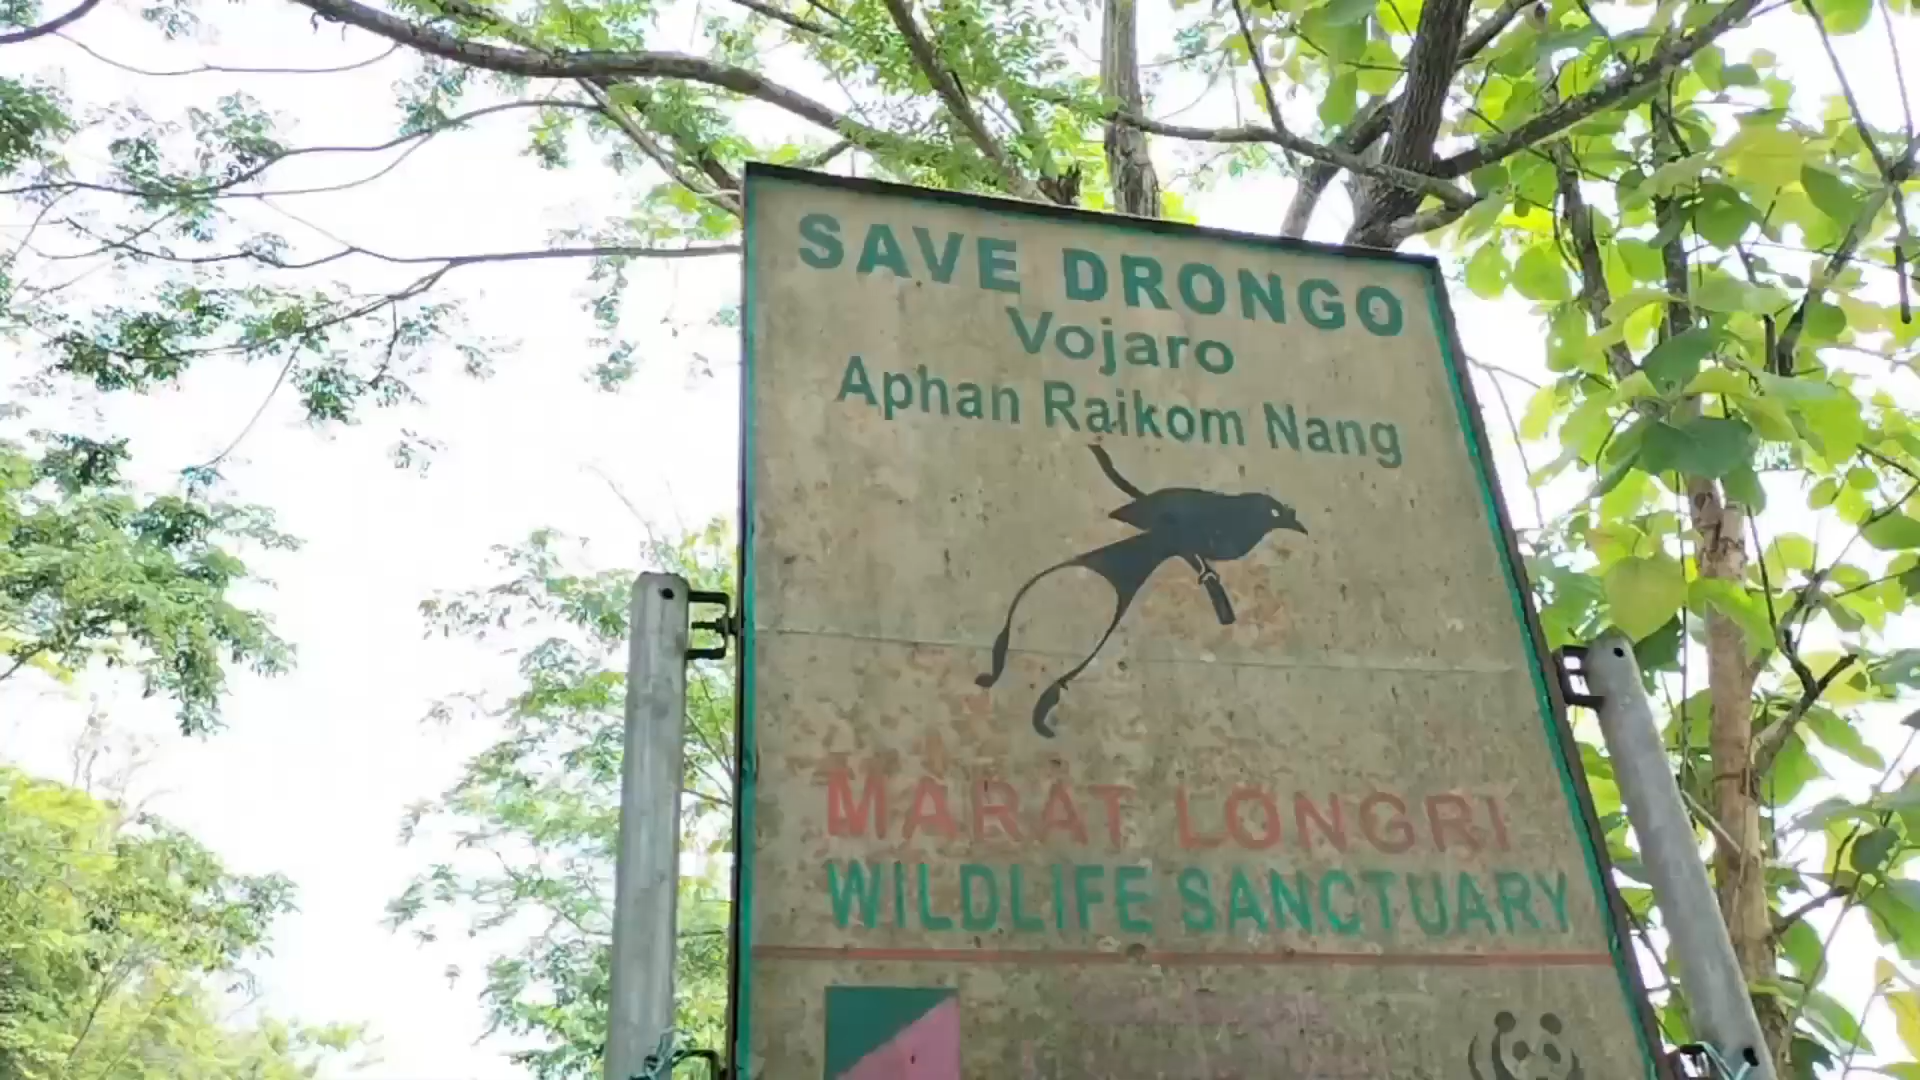 SAVE DRONGO
Vojaro
Aphan Raikom Nang
MARAT LONGRI
WILDLIFE SANCTUARY